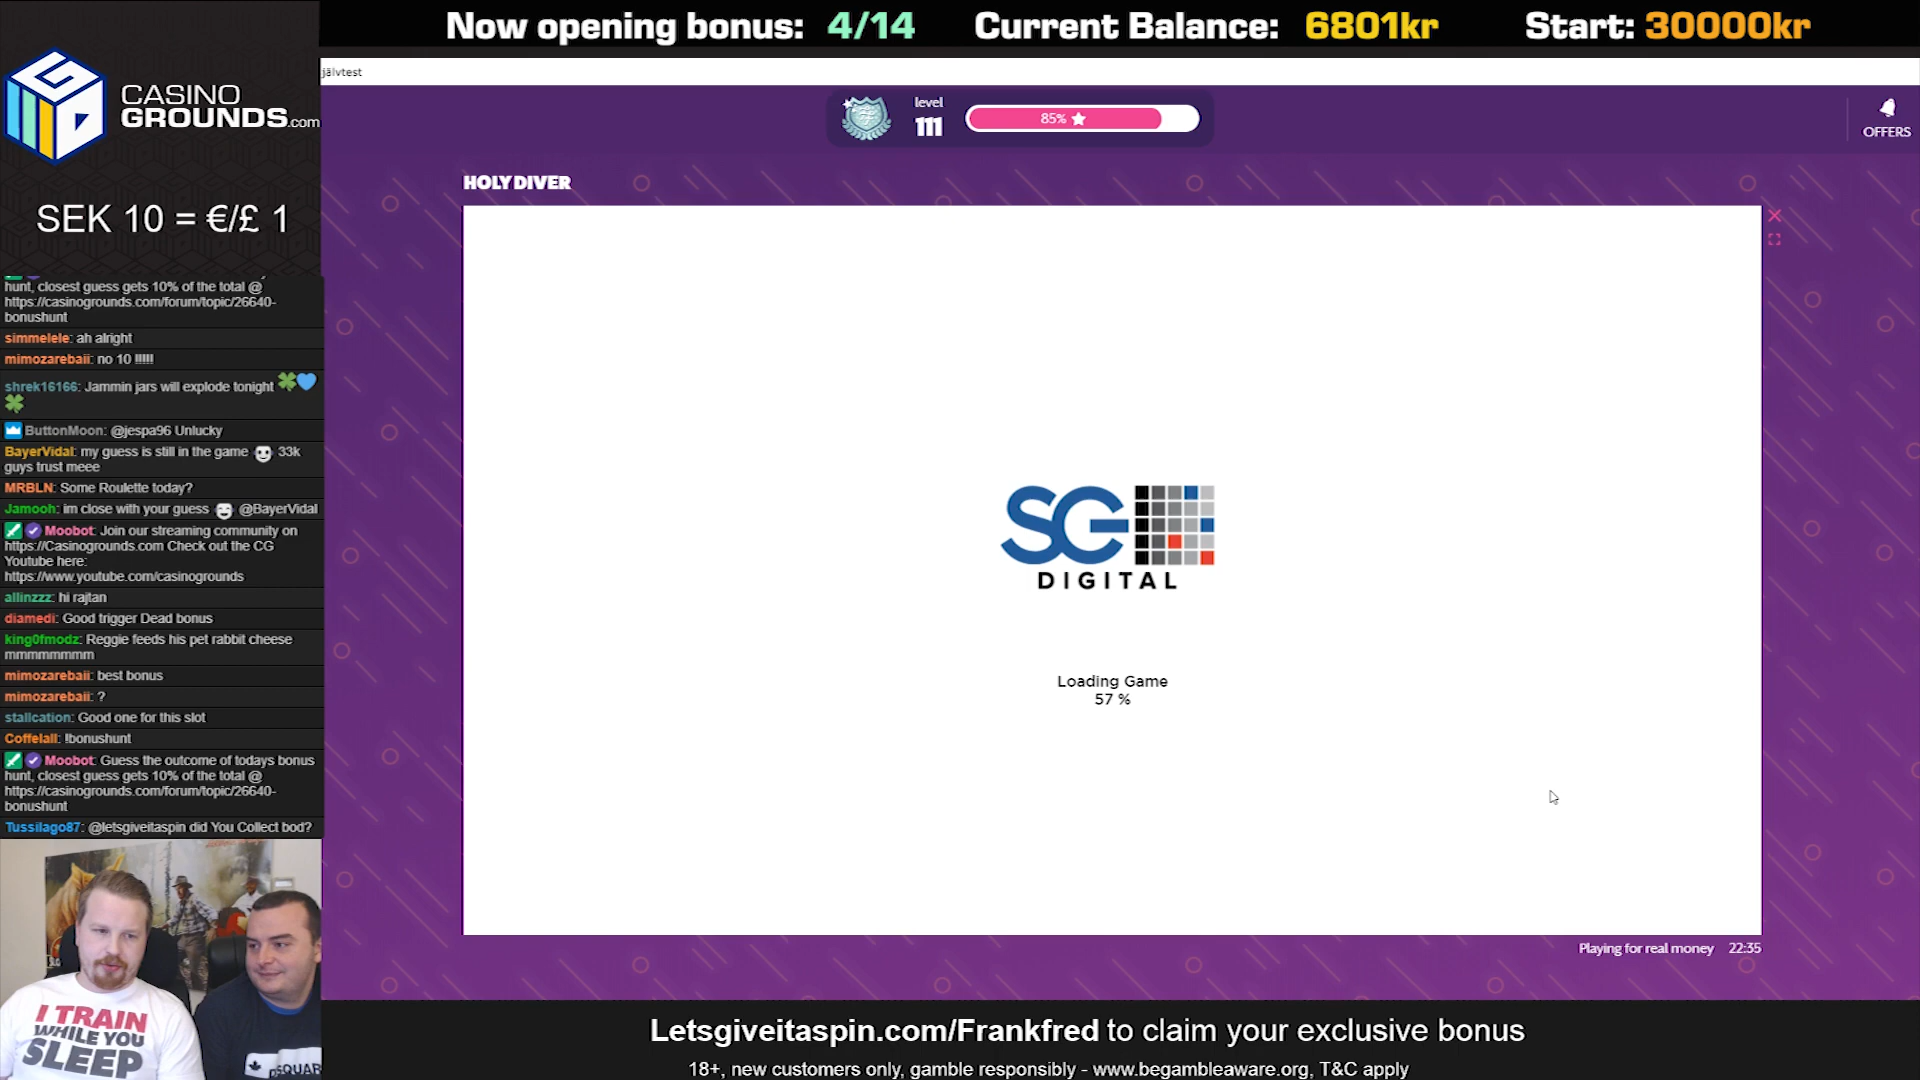 Now opening bonus: 4/14 Current Balance: 6801kr Start: 30000kr
CASINO
GROUNDS.com
SEK 10 = €/£ 1
hunt, closest guess gets 10% of the total @
https://casinogrounds.com/forum/topic/26640-
bonushunt
simmelele: ah alright
mimozarebaii: no 10 !!!!!
shrek16166: Jammin jars will explode tonight
ButtonMoon: @jespa96 Unlucky
BayerVidal: my guess is still in the game 33k
guys trust meee
MRBLN: Some Roulette today?
Jamooh: im close with your guess @BayerVidal
Moobot: Join our streaming community on
https://Casinogrounds.com Check out the CG
Youtube here:
https://www.youtube.com/casinogrounds
allinzzz: hi rajtan
diamedi: Good trigger Dead bonus
king0fmodz: Reggie feeds his pet rabbit cheese
mmmmmmmm
mimozarebaii: best bonus
mimozarebaii: ?
stallcation: Good one for this slot
Coffelall: !bonushunt
Moobot: Guess the outcome of todays bonus
hunt, closest guess gets 10% of the total @
https://casinogrounds.com/forum/topic/26640-
bonushunt
Tussilago87: @letsgiveitaspin did You Collect bod?
I TRAIN
WHILE YOU
SLEEP
jälvtest
level
111
85%
OFFERS
HOLY DIVER
SG
DIGITAL
Loading Game
57 %
Playing for real money 22:35
Letsgiveitaspin.com/Frankfred to claim your exclusive bonus
18+, new customers only, gamble responsibly - www.begambleaware.org, T&C apply